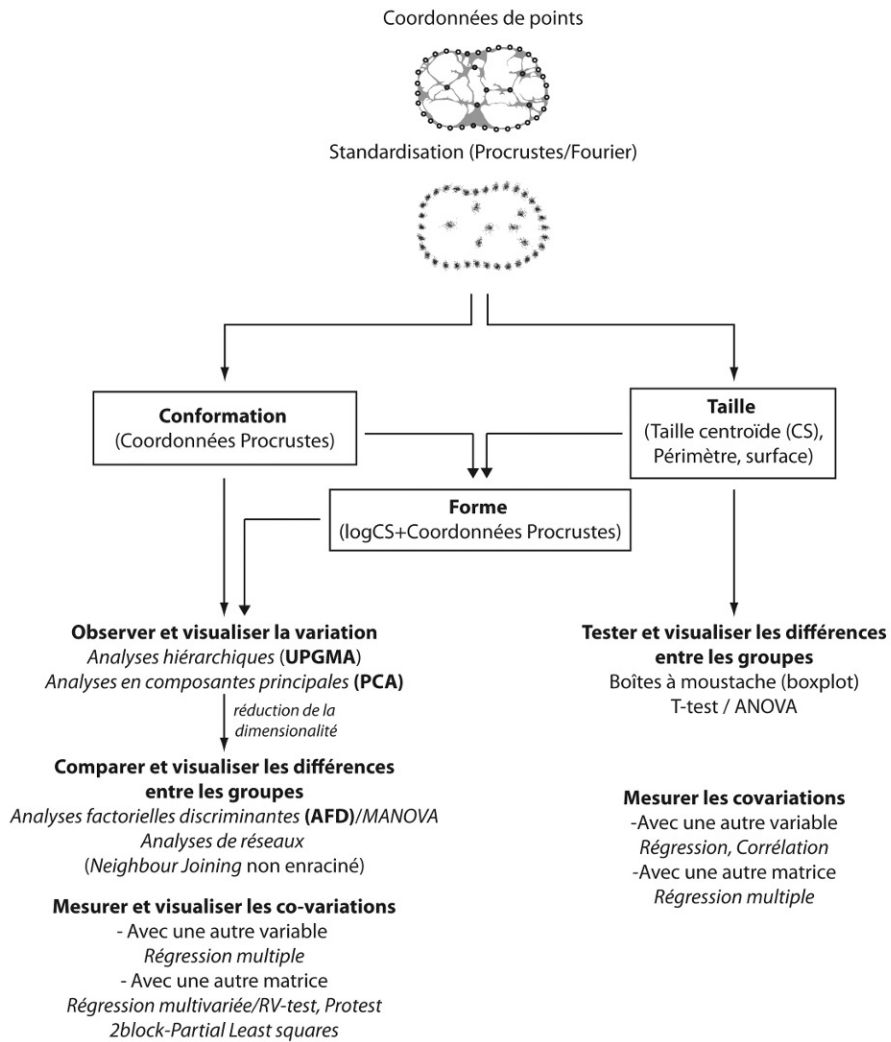 Coordonnées de points
Standardisation (Procrustes/Fourier)
Conformation
(Coordonnées Procrustes)
Taille
(Taille centroïde (CS),
Périmètre, surface)
Forme
(logCS+Coordonnées Procrustes)
Observer et visualiser la variation
Analyses hiérarchiques (UPGMA)
Analyses en composantes principales (PCA)
réduction de la
dimensionalité
Comparer et visualiser les différences
entre les groupes
Analyses factorielles discriminantes (AFD)/MANOVA
Analyses de réseaux
(Neighbour Joining non enraciné)
Mesurer et visualiser les co-variations
- Avec une autre variable
Régression multiple
- Avec une autre matrice
Régression multivariée/RV-test, Protest
2block-Partial Least squares
Tester et visualiser les différences
entre les groupes
Boîtes à moustache (boxplot)
T-test / ANOVA
Mesurer les covariations
-Avec une autre variable
Régression, Corrélation
-Avec une autre matrice
Régression multiple